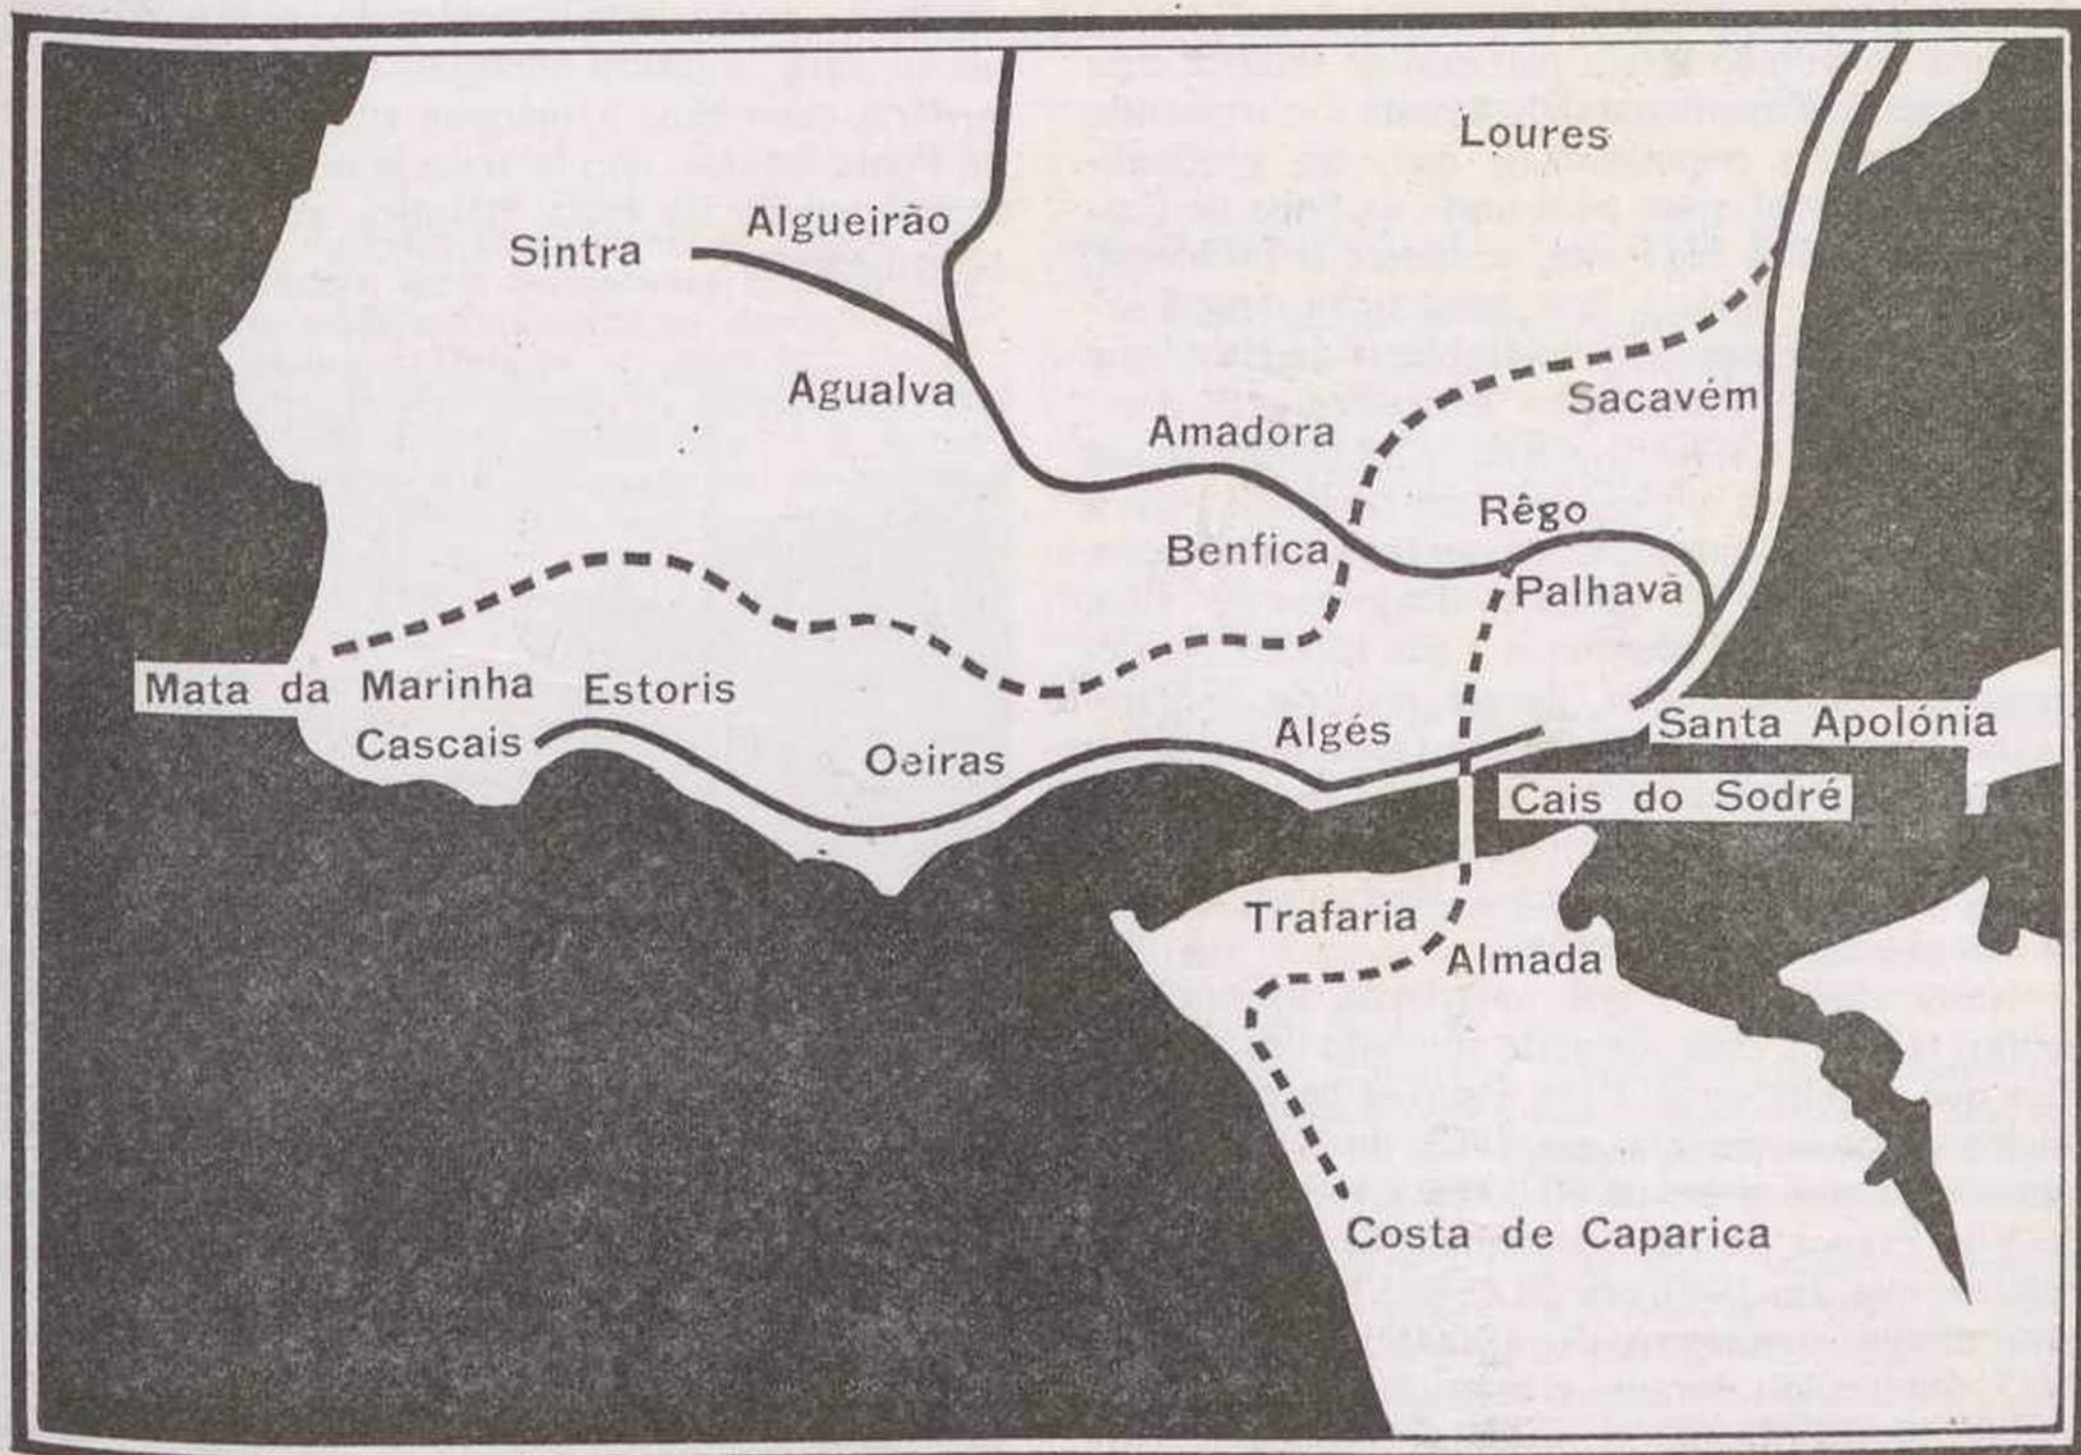 Loures
Algueirão
Sintra
Agualva
Sacavém
Amadora
Rêgo
Benfica
Palhavã
Mata da Marinha
Estoris
Santa Apolónia
Algés
Cascais
Oeiras
Cais do Sodré
Trafaria
Almada
Costa de Caparica